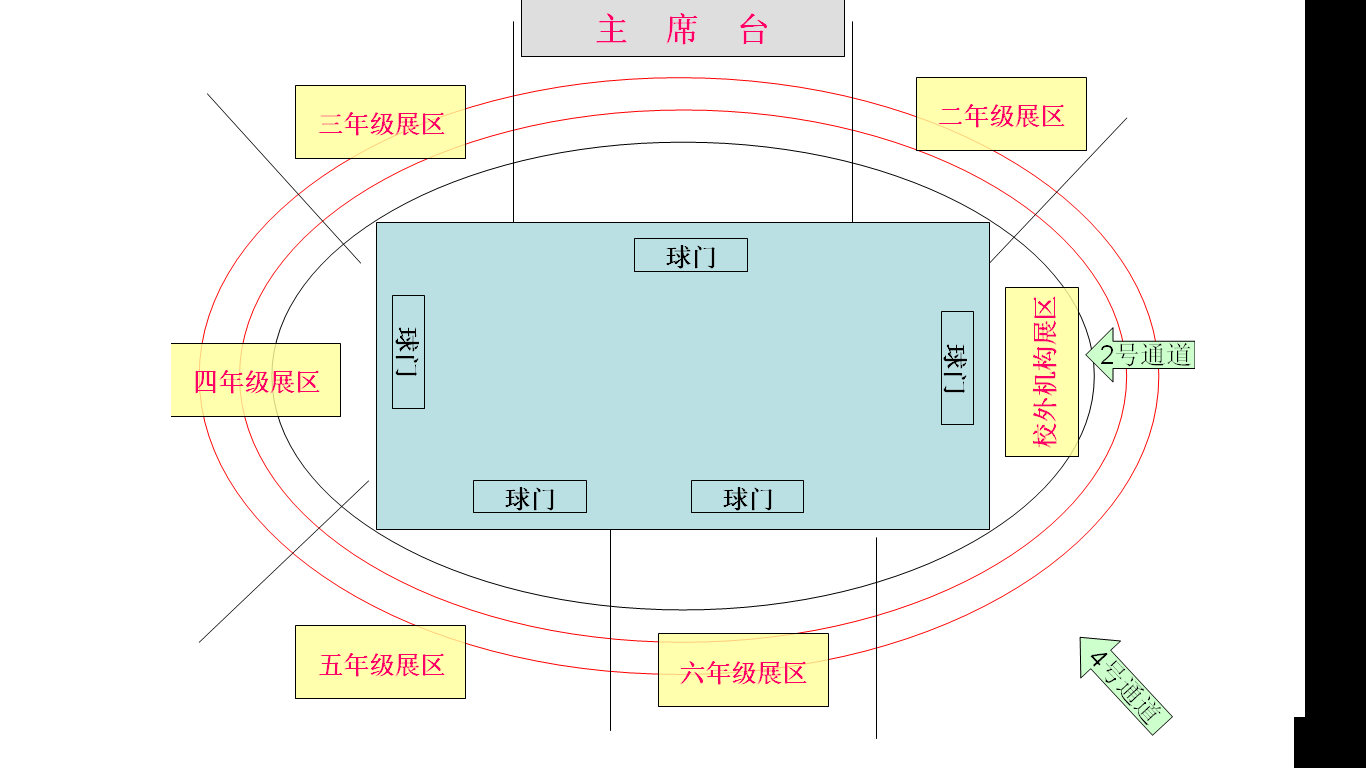 主 席 台
三年级展区
二年级展区
球门
球门
球门
校外机构展区
2号通道
四年级展区
球门
球门
五年级展区
六年级展区
4号通道